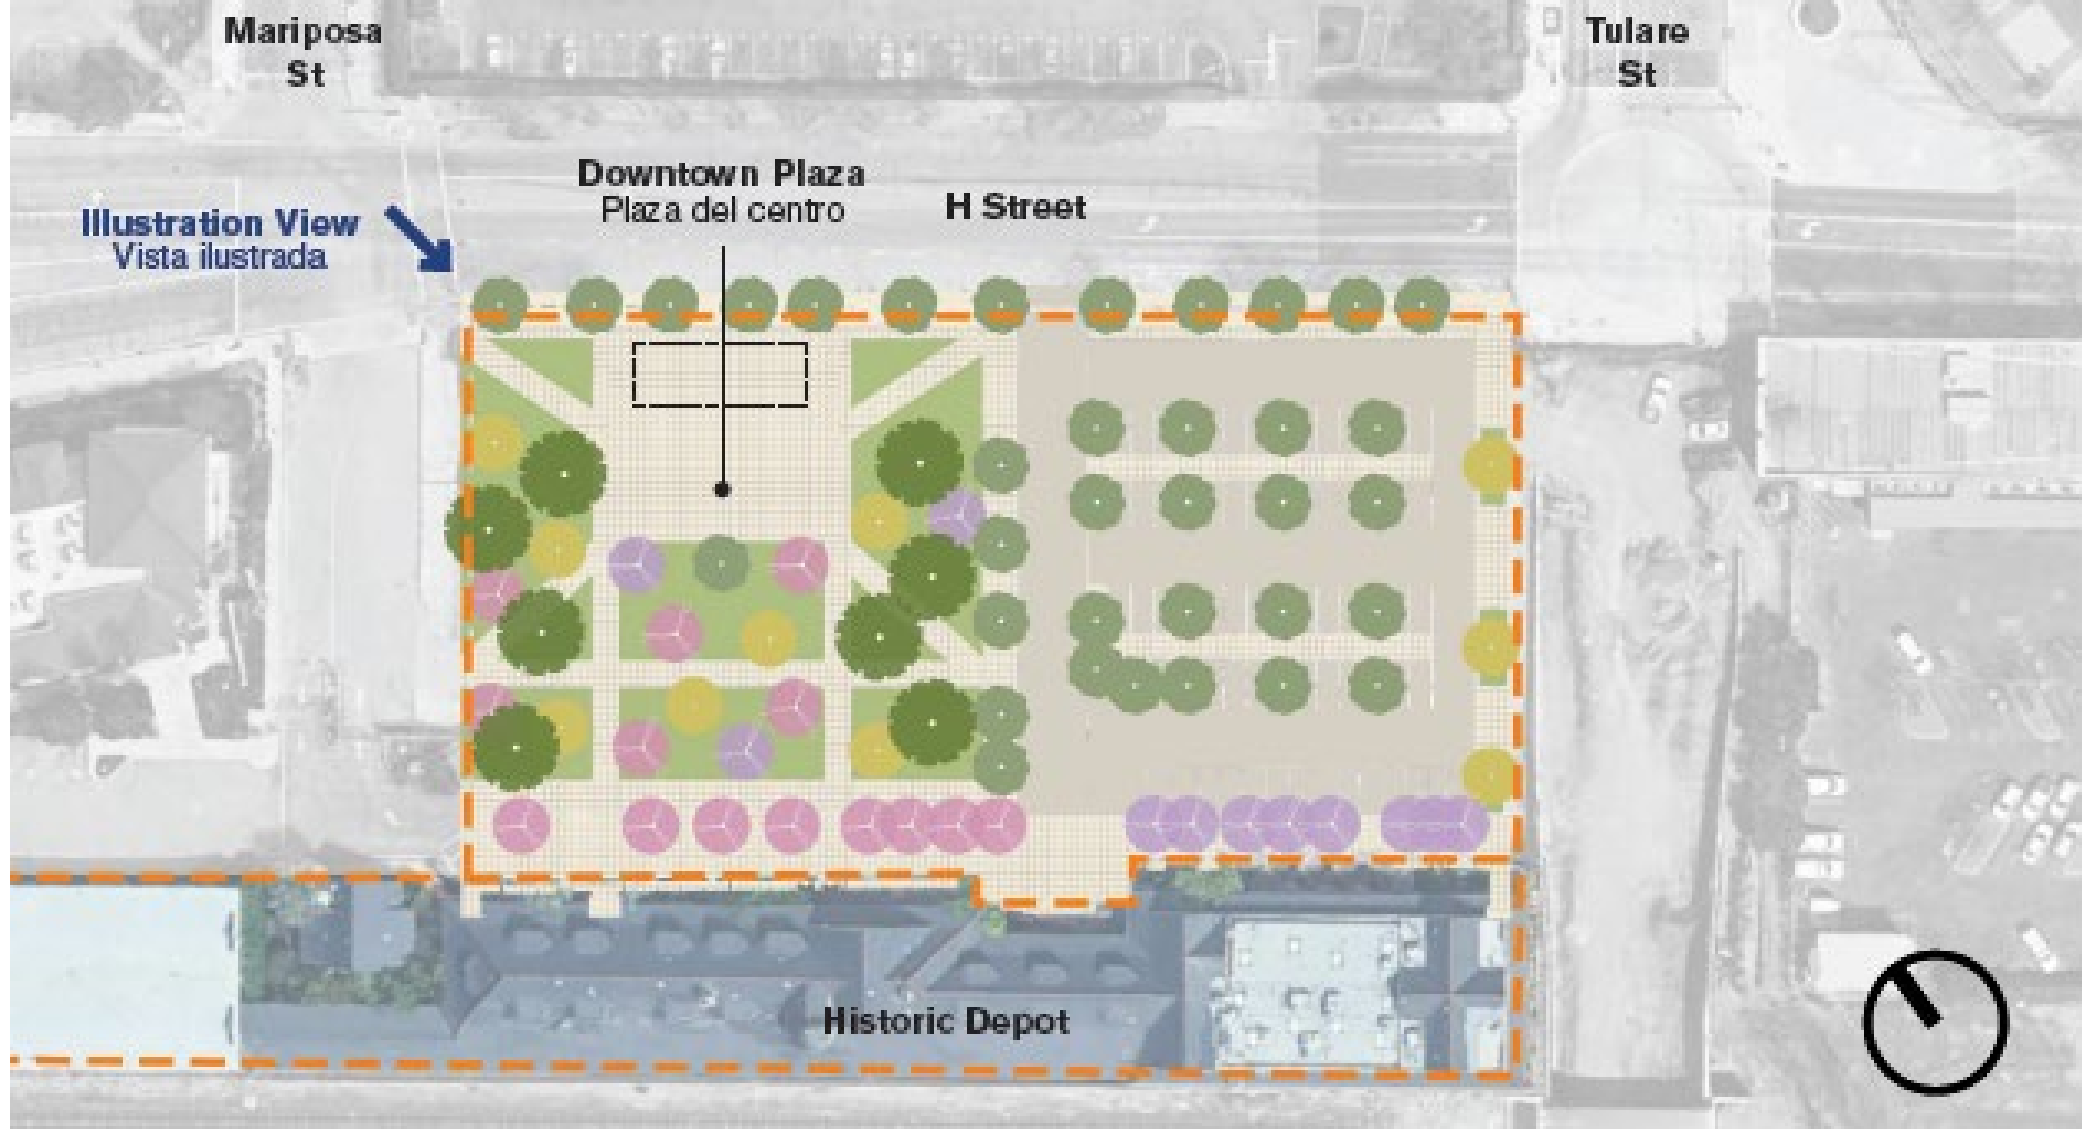 Mariposa
St
Tulare
St
Downtown Plaza
Plaza del centro
H Street
Illustration View
Vista ilustrada
Historic Depot